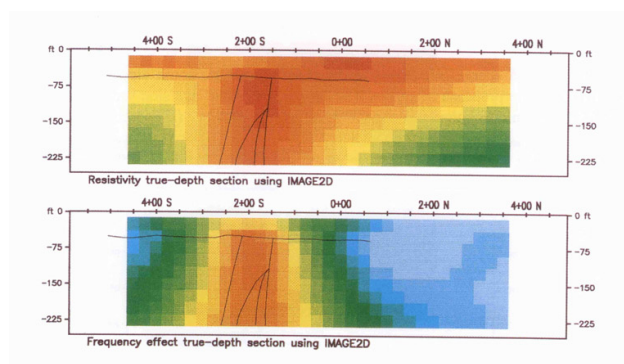 4+00 S 2+00 S 0+00 2+00 N 4+00 N
ft 0 0 ft
-75 -75
-150 -150
-225 -225
Resistivity true-depth section using IMAGE2D
4+00 S 2+00 S 0+00 2+00 N 4+00 N
ft 0 0 ft
-75 -75
-150 -150
-225 -225
Frequency effect true-depth section using IMAGE2D